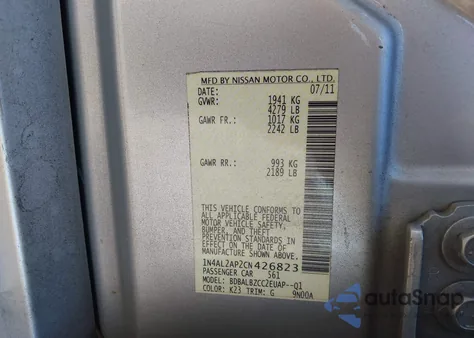 MFD BY NISSAN MOTOR CO., LTD.
DATE: 07/11
GVWR: 1941 KG
4279 LB
GAWR FR.: 1017 KG
2242 LB
GAWR RR.: 993 KG
2189 LB
THIS VEHICLE CONFORMS TO
ALL APPLICABLE FEDERAL
MOTOR VEHICLE SAFETY,
BUMPER, AND THEFT
PREVENTION STANDARDS IN
EFFECT ON THE DATE OF
MANUFACTURE SHOWN ABOVE.
1N4AL2AP2CN426823
PASSENGER CAR 561
MODEL: BDBALBZCC2EUAP--Q1
COLOR: K23 TRIM: G 9N00A
autoSnap